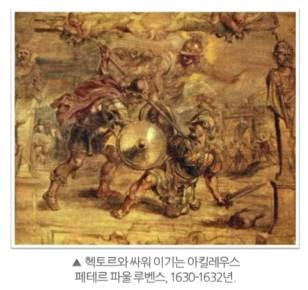 ▲ 헥토르와 싸워 이기는 아킬레우스
페테르 파울 루벤스, 1630-1632년.